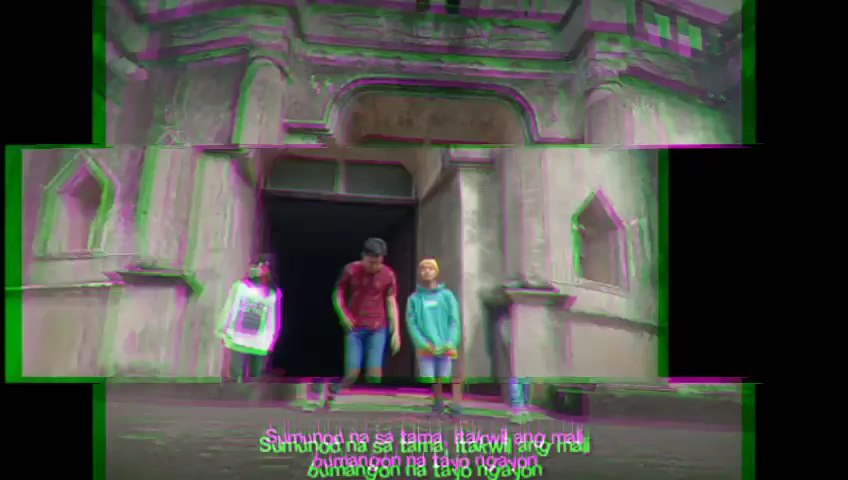 Sumunod na sa tama, itakwil ang mali
bumangon na tayo ngayon